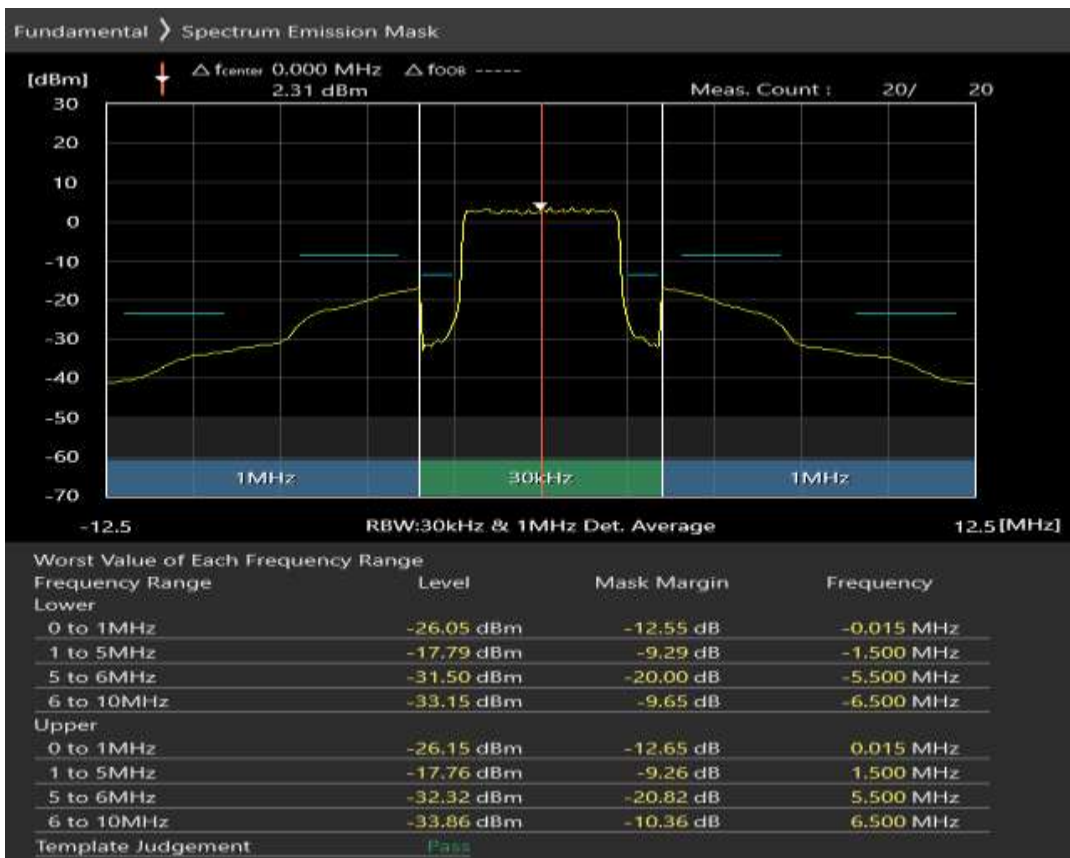 Fundamental ❯ Spectrum Emission Mask
[dBm] △ fcenter 0.000 MHz △ fOOB -----
2.31 dBm Meas. Count : 20/ 20
30
20
10
0
-10
-20
-30
-40
-50
-60
-70
1MHz 30kHz 1MHz
-12.5 RBW:30kHz & 1MHz Det. Average 12.5 [MHz]
Worst Value of Each Frequency Range
Frequency Range Level Mask Margin Frequency
Lower
0 to 1MHz -26.05 dBm -12.55 dB -0.015 MHz
1 to 5MHz -17.79 dBm -9.29 dB -1.500 MHz
5 to 6MHz -31.50 dBm -20.00 dB -5.500 MHz
6 to 10MHz -33.15 dBm -9.65 dB -6.500 MHz
Upper
0 to 1MHz -26.15 dBm -12.65 dB 0.015 MHz
1 to 5MHz -17.76 dBm -9.26 dB 1.500 MHz
5 to 6MHz -32.32 dBm -20.82 dB 5.500 MHz
6 to 10MHz -33.86 dBm -10.36 dB 6.500 MHz
Template Judgement Pass